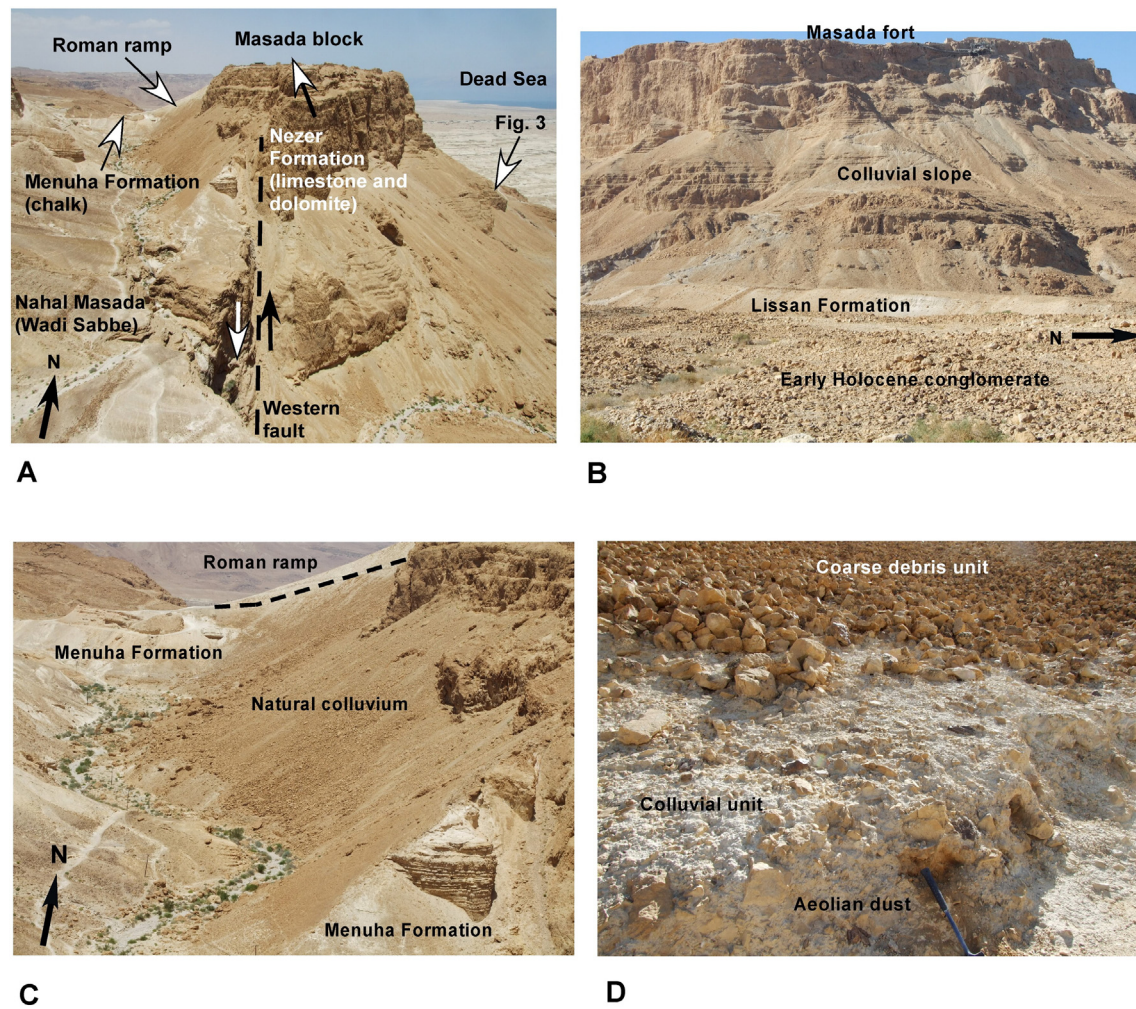 Roman ramp
Masada block
Dead Sea
Fig. 3
Nezer
Formation
(limestone and
dolomite)
Menuha Formation
(chalk)
Nahal Masada
(Wadi Sabbe)
N
Western
fault
A
Masada fort
Colluvial slope
Lissan Formation
N
Early Holocene conglomerate
B
Roman ramp
Menuha Formation
Natural colluvium
N
Menuha Formation
C
Coarse debris unit
Colluvial unit
Aeolian dust
D